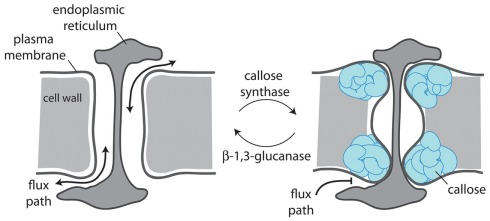 endoplasmic
reticulum
plasma
membrane
cell wall
flux
path
callose
synthase
β-1,3-glucanase
flux
path
callose